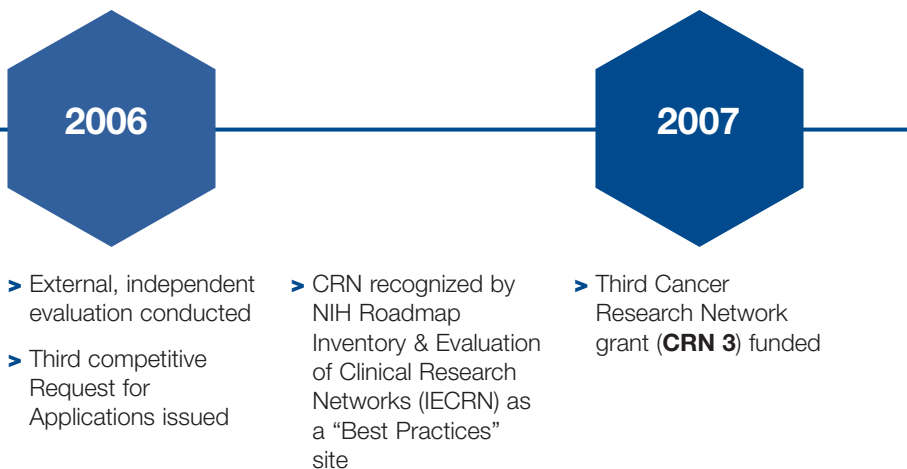 2006
2007
> External, independent
evaluation conducted
> Third competitive
Request for
Applications issued
> CRN recognized by
NIH Roadmap
Inventory & Evaluation
of Clinical Research
Networks (IECRN) as
a “Best Practices”
site
> Third Cancer
Research Network
grant (CRN 3) funded